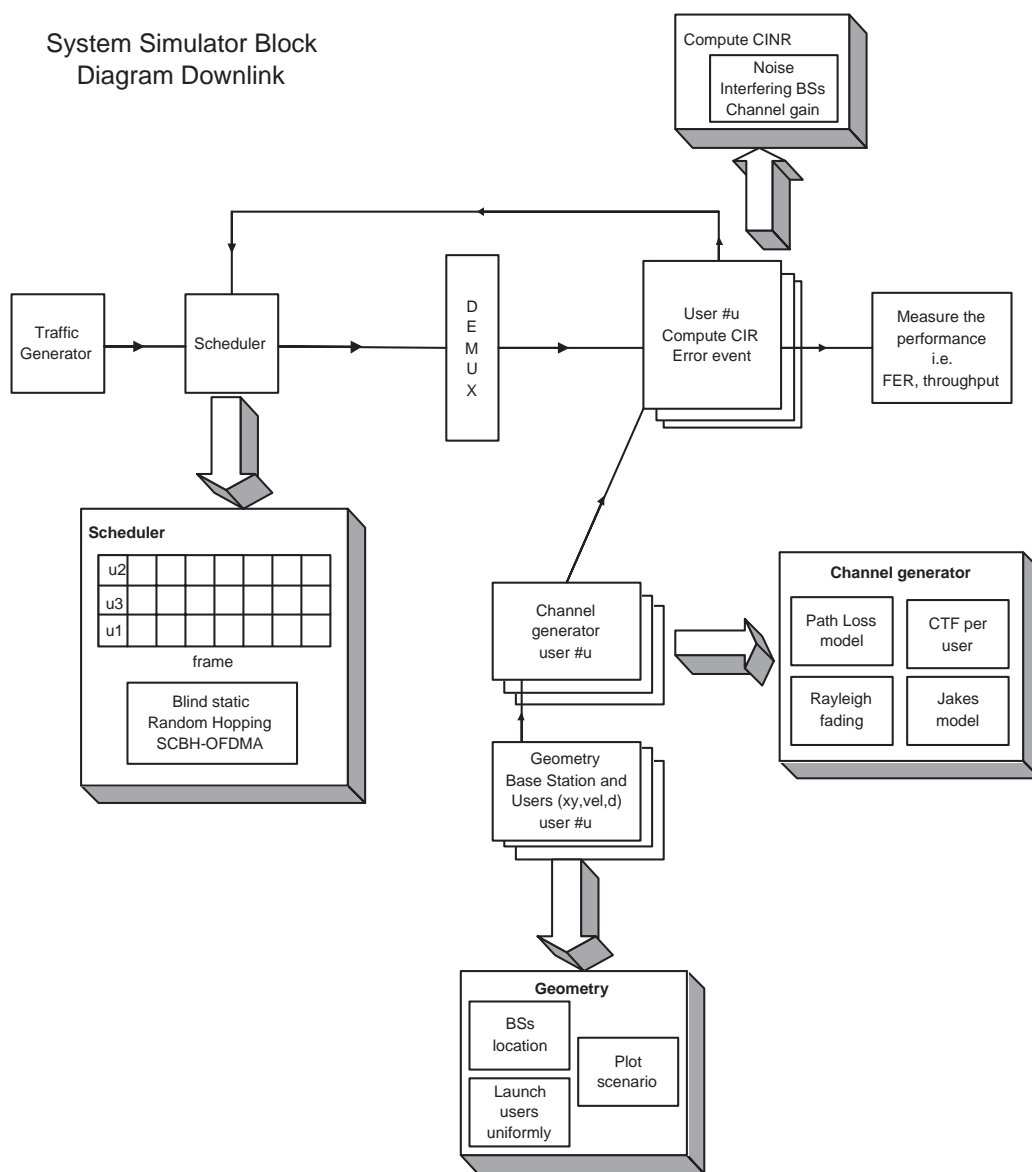 System Simulator Block
Diagram Downlink
Compute CINR
Noise
Interfering BSs
Channel gain
Traffic
Generator
Scheduler
D
E
M
U
X
User #u
Compute CIR
Error event
Measure the
performance
i.e.
FER, throughput
Scheduler
u2
u3
u1
frame
Blind static
Random Hopping
SCBH-OFDMA
Channel
generator
user #u
Channel generator
Path Loss
model
CTF per
user
Rayleigh
fading
Jakes
model
Geometry
Base Station and
Users (xy,vel,d)
user #u
Geometry
BSs
location
Plot
scenario
Launch
users
uniformly